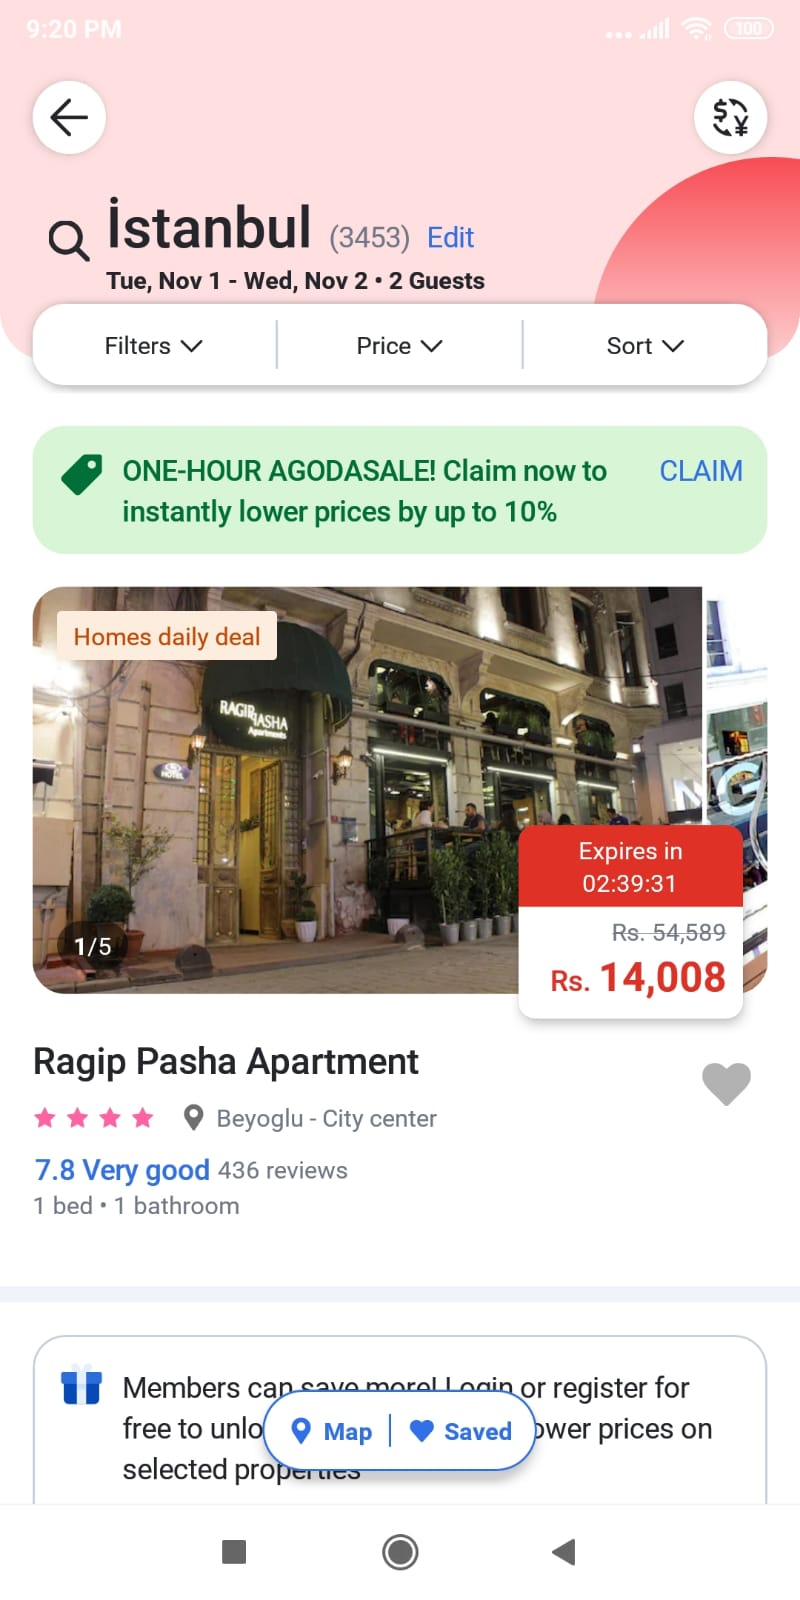 9:20 PM
100
İstanbul (3453) Edit
Tue, Nov 1 - Wed, Nov 2 • 2 Guests
Filters
Price
Sort
ONE-HOUR AGODASALE! Claim now to
instantly lower prices by up to 10%
CLAIM
Homes daily deal
RAGIP PASHA
Apartments
HOTEL
Expires in
02:39:31
Rs. 54,589
Rs. 14,008
1/5
Ragip Pasha Apartment
Beyoglu - City center
7.8 Very good 436 reviews
1 bed • 1 bathroom
Members can save more! Login or register for
free to unlo
ower prices on
selected properties
Map
Saved